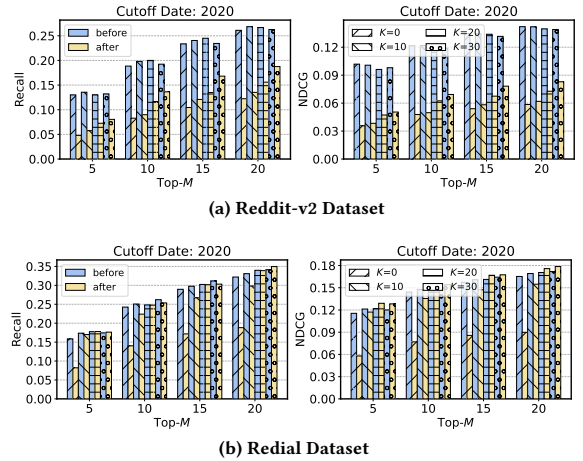 Cutoff Date: 2020
Recall
0.25
0.20
0.15
0.10
0.05
0.00
before
after
5 10 15 20
Top-M
Cutoff Date: 2020
NDCG
0.12
0.09
0.06
0.03
0.00
K=0 K=20
K=10 K=30
5 10 15 20
Top-M
(a) Reddit-v2 Dataset
Cutoff Date: 2020
Recall
0.35
0.30
0.25
0.20
0.15
0.10
0.05
0.00
before
after
5 10 15 20
Top-M
Cutoff Date: 2020
NDCG
0.18
0.15
0.12
0.09
0.06
0.03
0.00
K=0 K=20
K=10 K=30
5 10 15 20
Top-M
(b) Redial Dataset